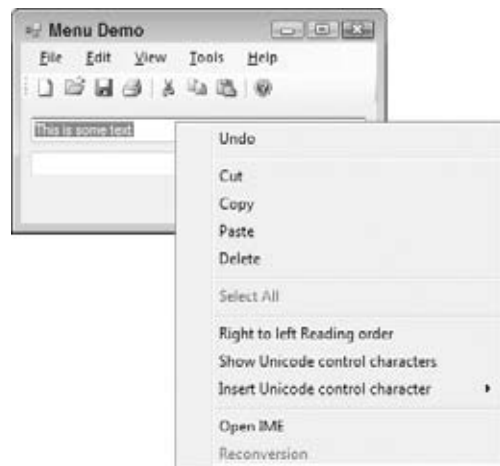 Menu Demo
File Edit View Tools Help
This is some text
Undo
Cut
Copy
Paste
Delete
Select All
Right to left Reading order
Show Unicode control characters
Insert Unicode control character
Open IME
Reconversion